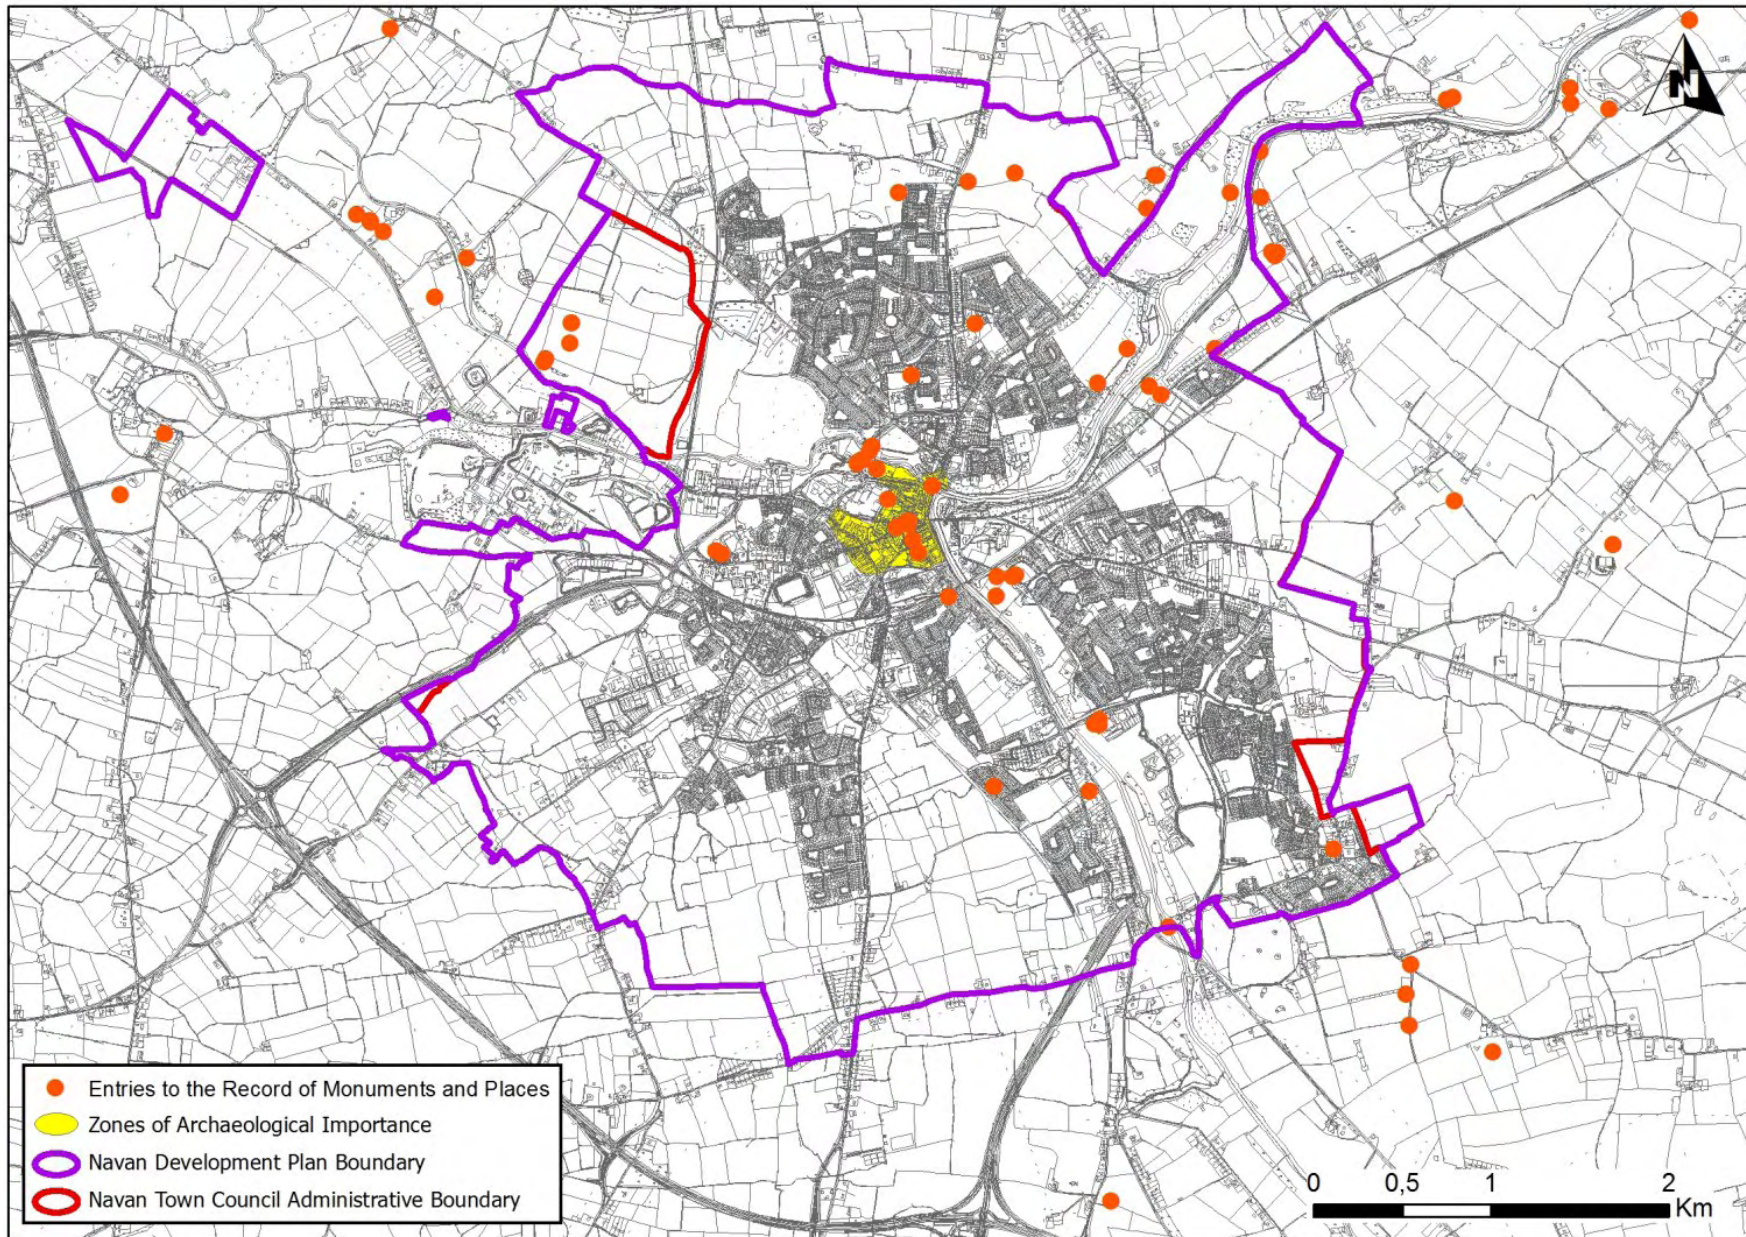 N
Entries to the Record of Monuments and Places
Zones of Archaeological Importance
Navan Development Plan Boundary
Navan Town Council Administrative Boundary
0 0,5 1 2
Km